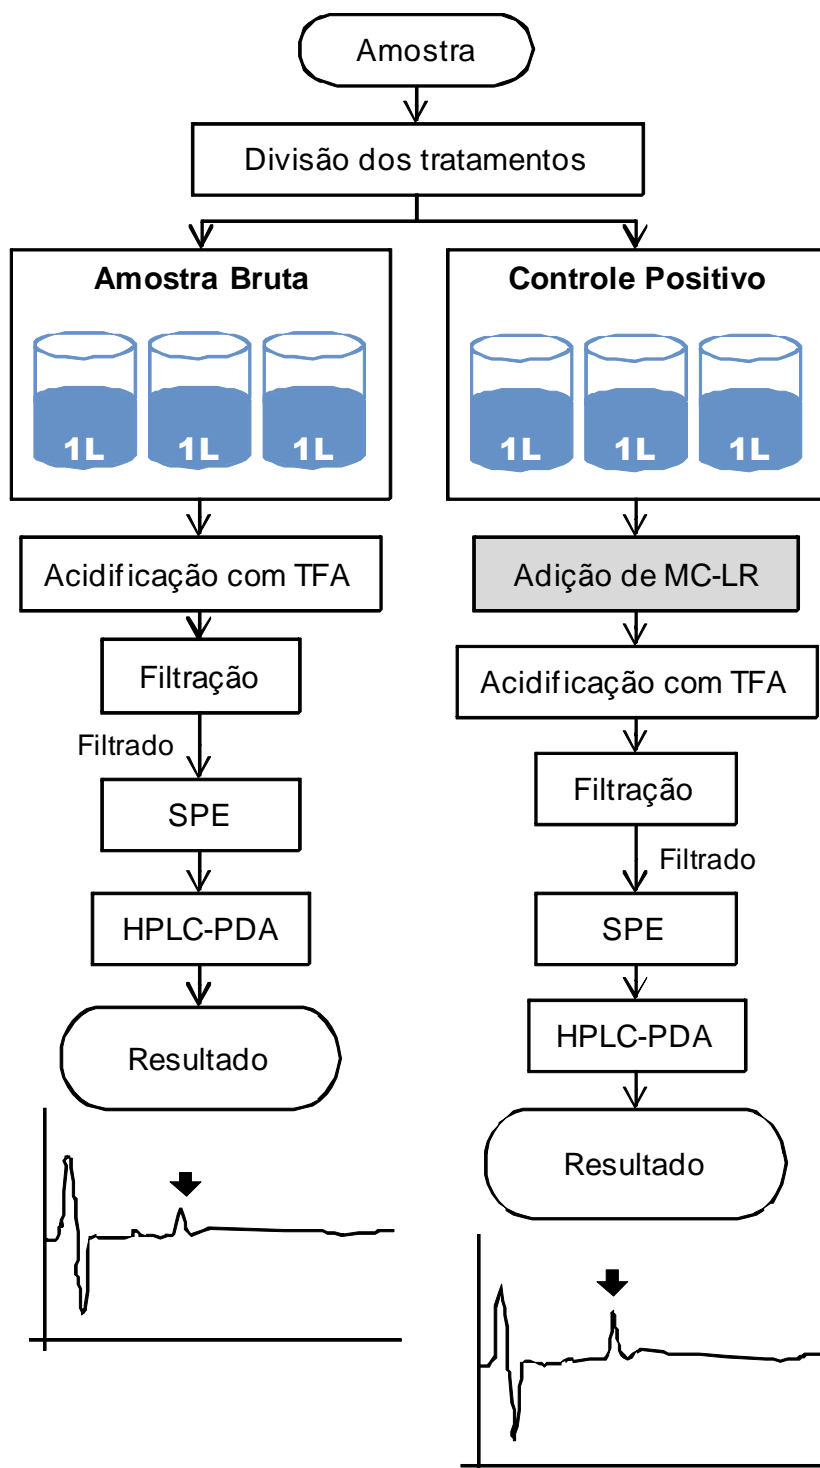 Amostra
Divisão dos tratamentos
Amostra Bruta
1L 1L 1L
Acidificação com TFA
Filtração
Filtrado
SPE
HPLC-PDA
Resultado
Controle Positivo
1L 1L 1L
Adição de MC-LR
Acidificação com TFA
Filtração
Filtrado
SPE
HPLC-PDA
Resultado